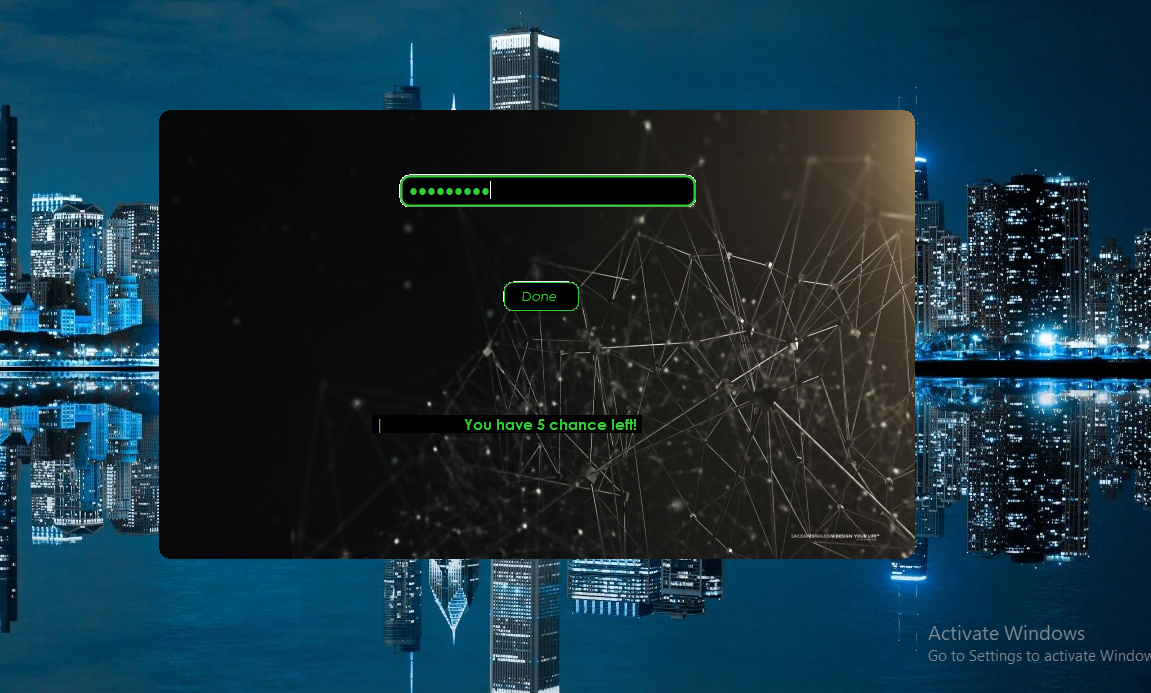 ●●●●●●●●●
Done
You have 5 chance left!
Activate Windows
Go to Settings to activate Window